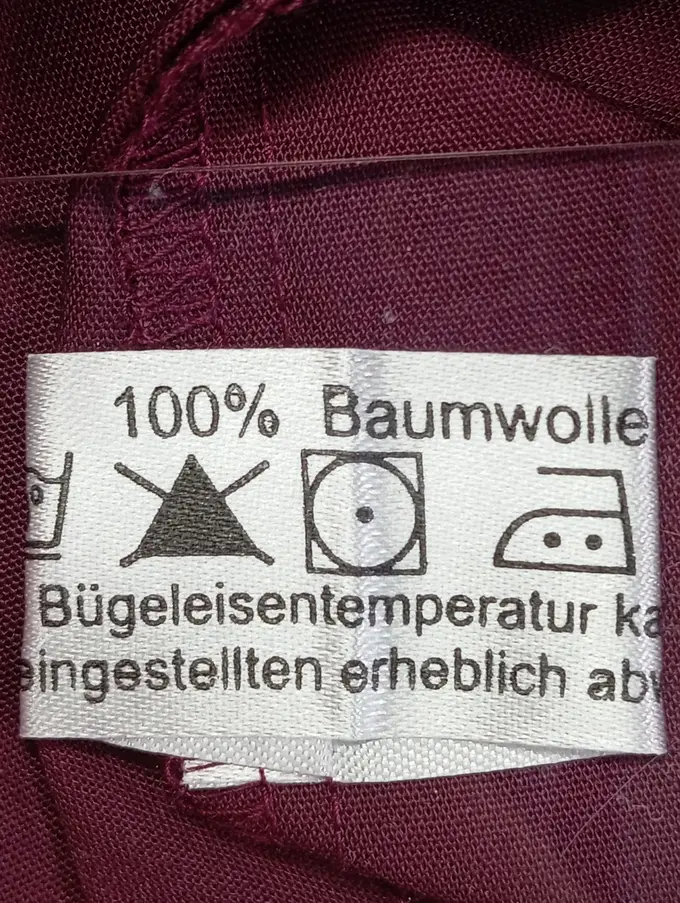 100% Baumwolle
Bügeleisentemperatur
eingestellten erheblich